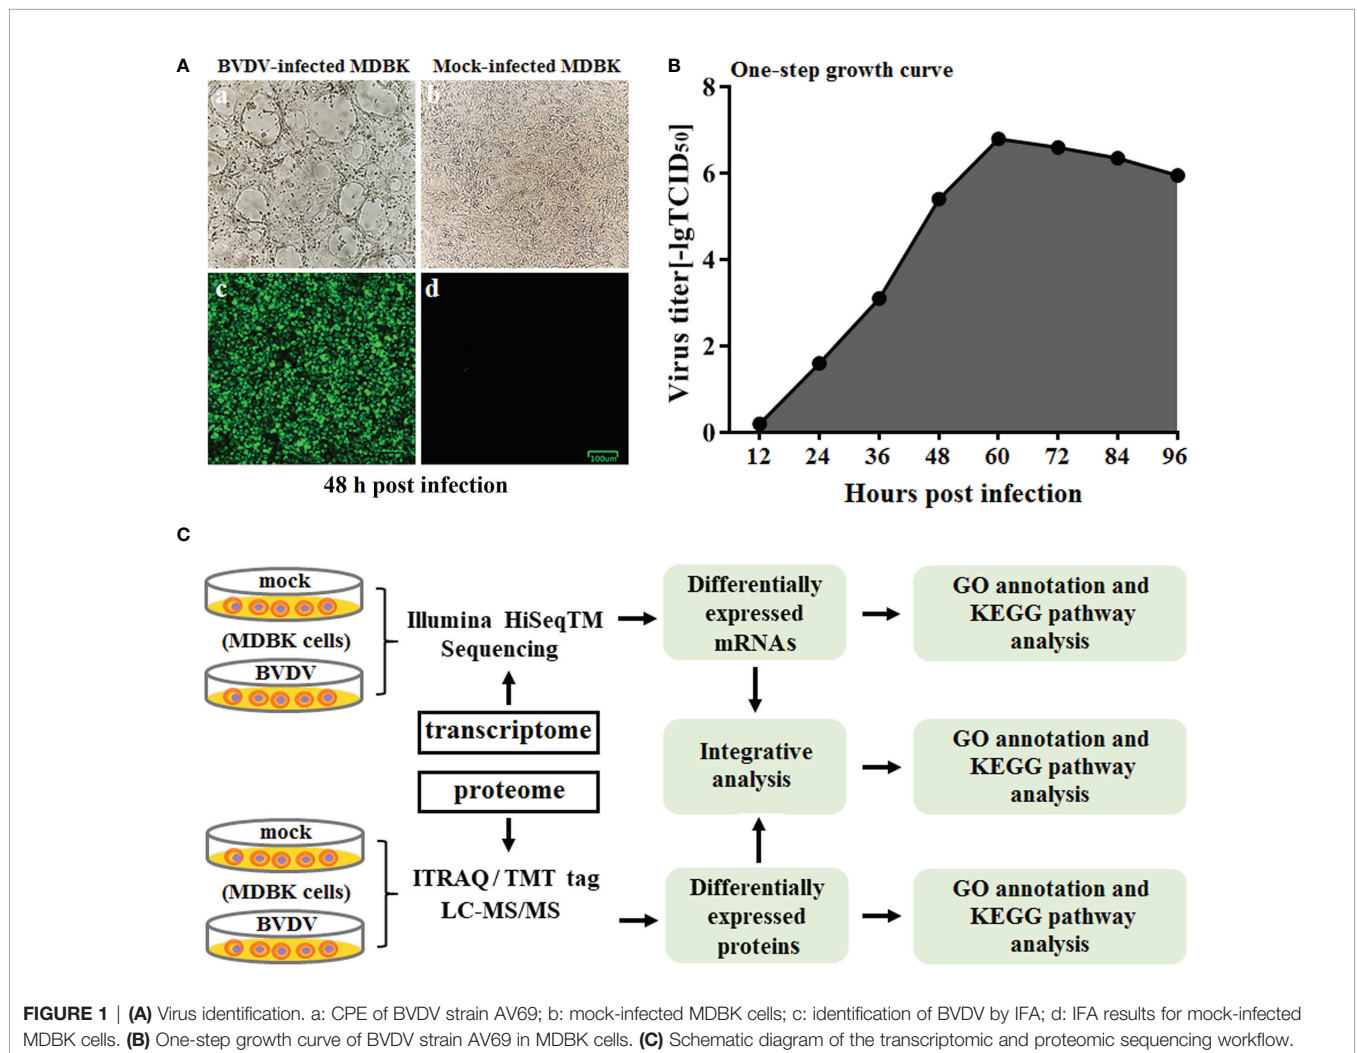 A
BVDV-infected MDBK
Mock-infected MDBK
a
b
c
d
100um
48 h post infection
B
One-step growth curve
Virus titer[-lgTCID50]
8
6
4
2
0
12 24 36 48 60 72 84 96
Hours post infection
C
mock
(MDBK cells)
BVDV
Illumina HiSeqTM
Sequencing
transcriptome
proteome
mock
(MDBK cells)
BVDV
ITRAQ / TMT tag
LC-MS/MS
Differentially
expressed
mRNAs
GO annotation and
KEGG pathway
analysis
Integrative
analysis
GO annotation and
KEGG pathway
analysis
Differentially
expressed
proteins
GO annotation and
KEGG pathway
analysis
FIGURE 1 | (A) Virus identification. a: CPE of BVDV strain AV69; b: mock-infected MDBK cells; c: identification of BVDV by IFA; d: IFA results for mock-infected
MDBK cells. (B) One-step growth curve of BVDV strain AV69 in MDBK cells. (C) Schematic diagram of the transcriptomic and proteomic sequencing workflow.